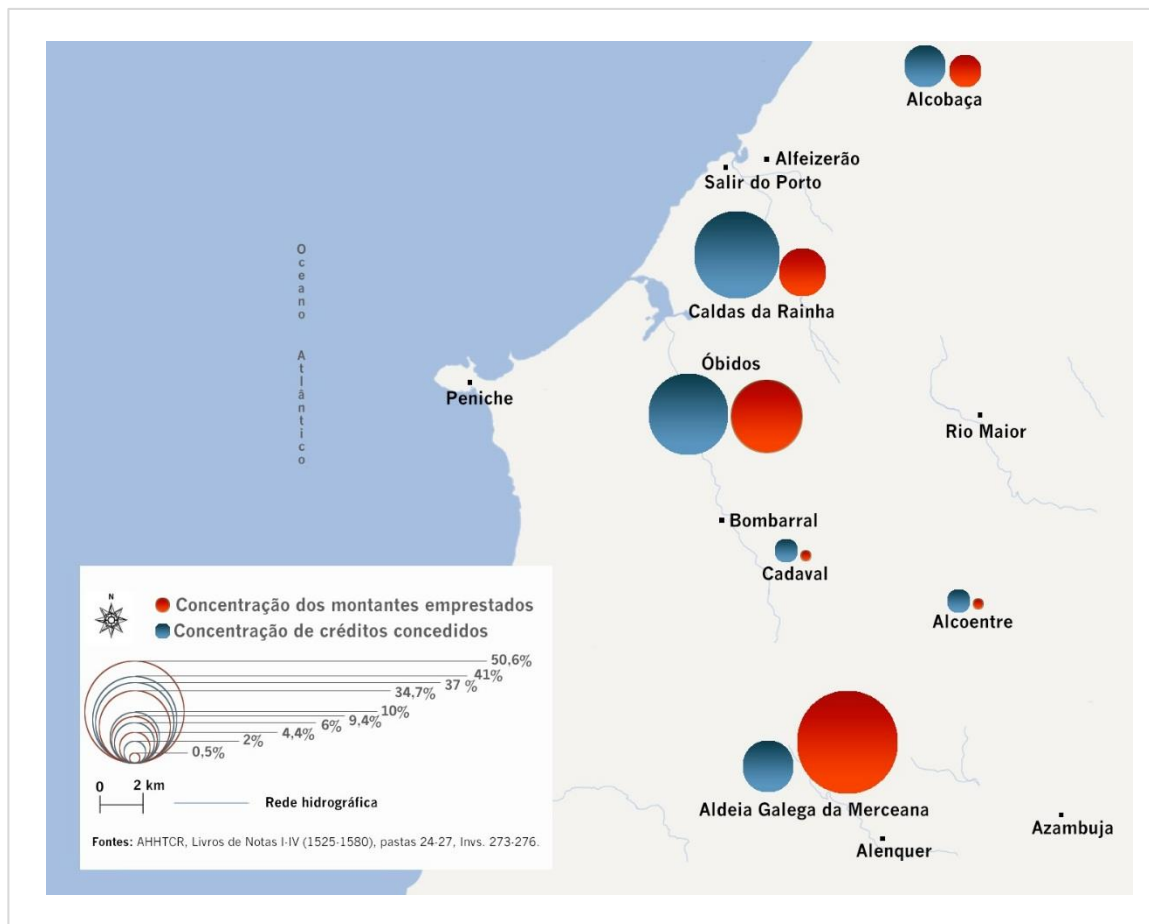 Alcobaça
Alfeizerão
Salir do Porto
Oceano Atlântico
Caldas da Rainha
Óbidos
Peniche
Rio Maior
Bombarral
Cadaval
Alcoentre
N
Concentração dos montantes emprestados
Concentração de créditos concedidos
50,6%
41%
37 %
34,7%
10%
9,4%
6%
4,4%
2%
0,5%
0 2 km
Rede hidrográfica
Fontes: AHHTCR, Livros de Notas I-IV (1525-1580), pastas 24-27, Invs. 273-276.
Aldeia Galega da Merceana
Azambuja
Alenquer